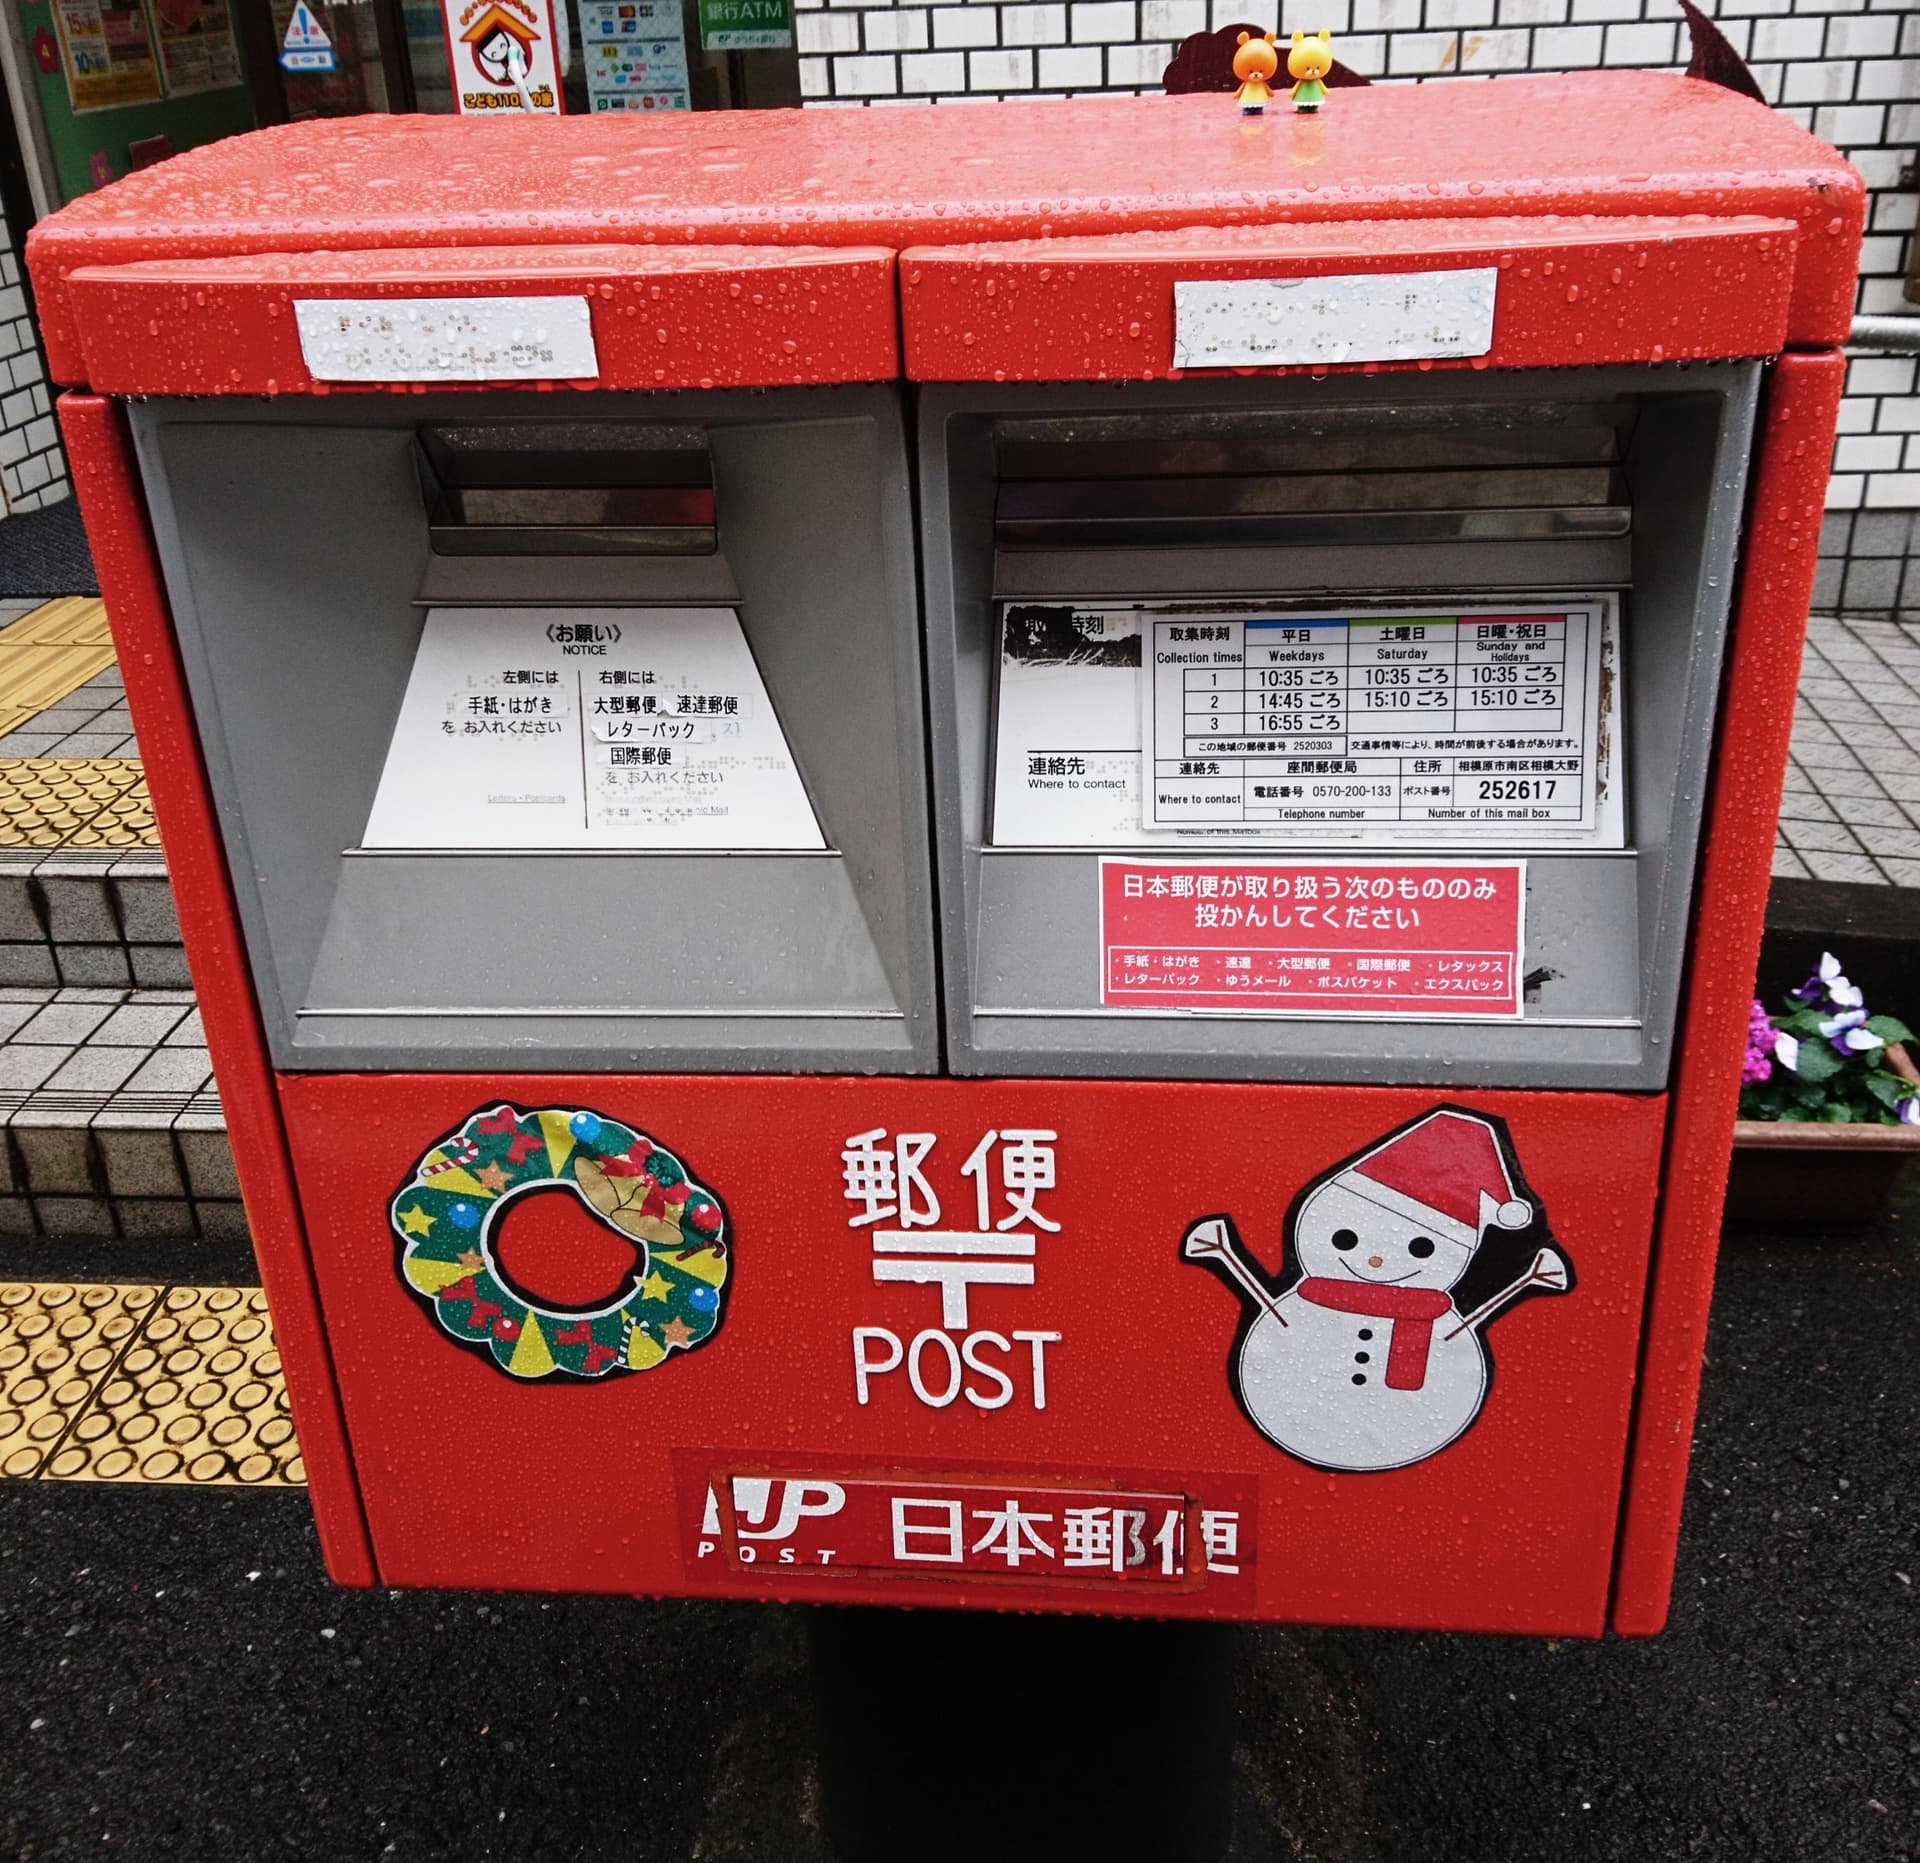 注意
こども110番の家
銀行ATM
《お願い》
NOTICE
左側には
手紙・はがき
を お入れください
Letters・Postcards
右側には
大型郵便、速達郵便
レターパック ス)
国際郵便
を お入れください
取集時刻 平日 土曜日 日曜・祝日
Collection times Weekdays Saturday Sunday and Holidays
1 10:35 ごろ 10:35 ごろ 10:35 ごろ
2 14:45 ごろ 15:10 ごろ 15:10 ごろ
3 16:55 ごろ
この地域の郵便番号 2520303 交通事情等により、時間が前後する場合があります。
連絡先 座間郵便局 住所 相模原市南区相模大野
Where to contact 電話番号 0570-200-133 ポスト番号 252617
Telephone number Number of this mail box
時刻
連絡先
Where to contact
Number of this Mailbox
日本郵便が取り扱う次のもののみ
投かんしてください
・手紙・はがき ・速達 ・大型郵便 ・国際郵便 ・レタックス
・レターパック ・ゆうメール ・ポスパケット ・エクスパック
郵便
〒
POST
JP
POST
日本郵便